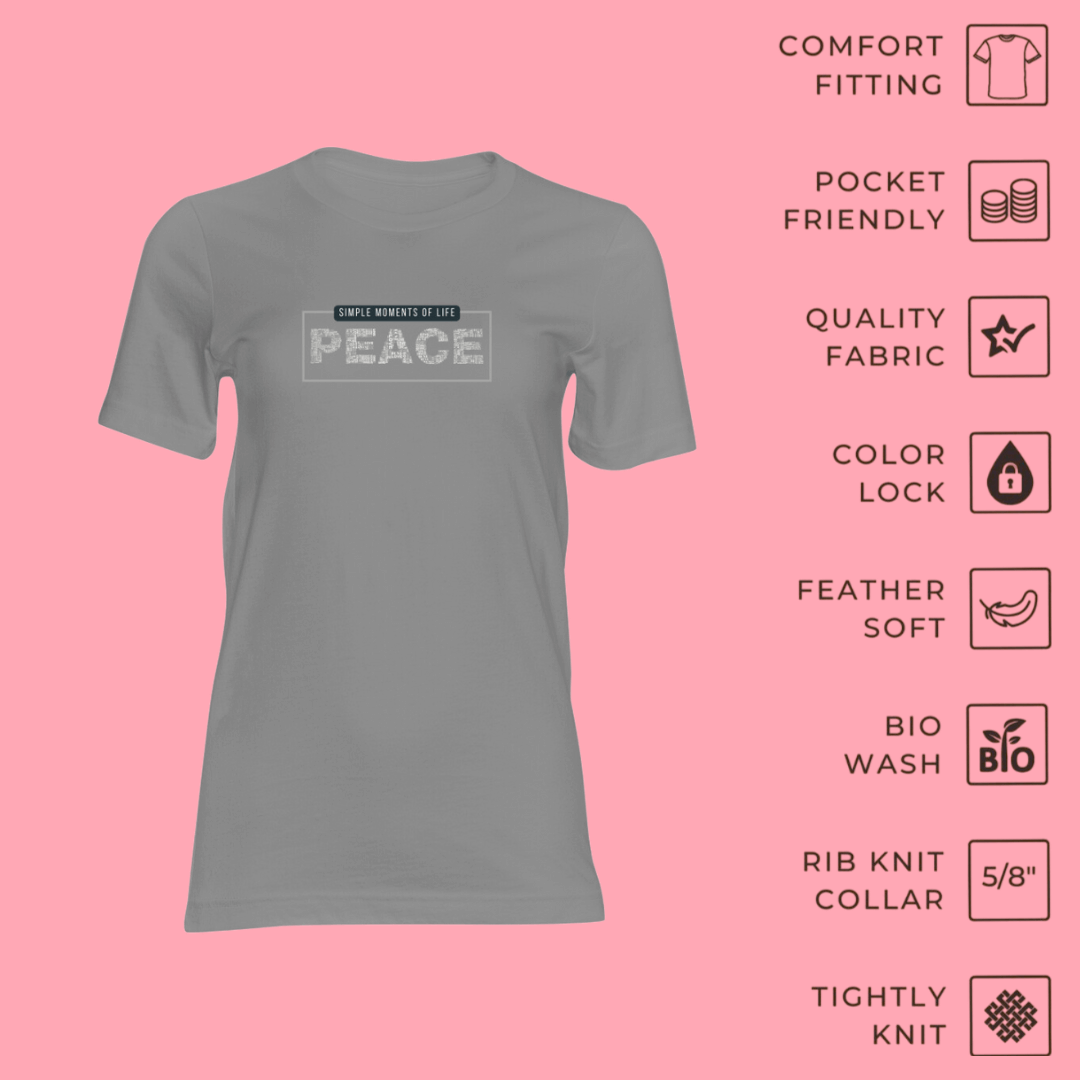 SIMPLE MOMENTS OF LIFE
PEACE
COMFORT
FITTING
POCKET
FRIENDLY
QUALITY
FABRIC
COLOR
LOCK
FEATHER
SOFT
BIO
WASH
BIO
RIB KNIT
COLLAR
5/8"
TIGHTLY
KNIT